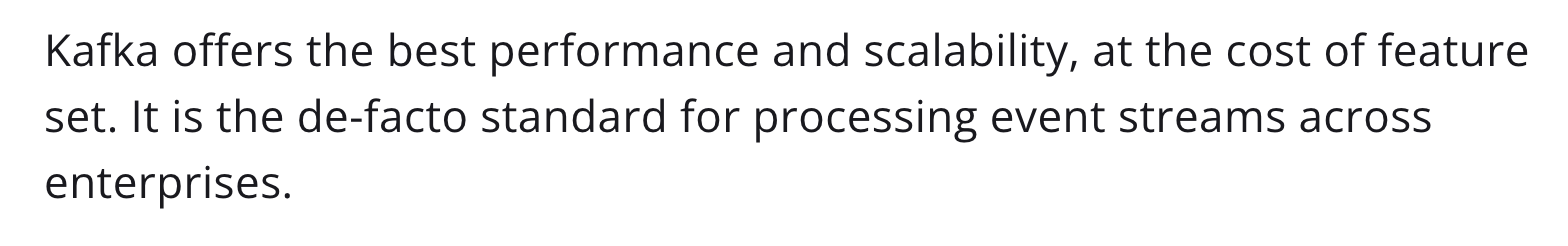 Kafka offers the best performance and scalability, at the cost of feature
set. It is the de-facto standard for processing event streams across
enterprises.